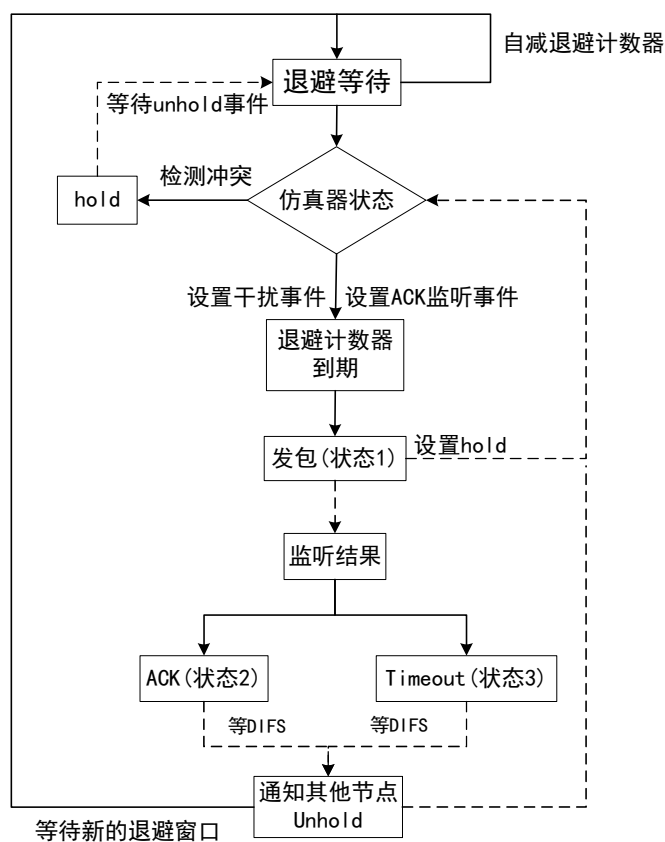 自减退避计数器
退避等待
等待unhold事件
检测冲突
hold
仿真器状态
设置干扰事件
设置ACK监听事件
退避计数器
到期
发包(状态1)
设置hold
监听结果
ACK(状态2)
Timeout(状态3)
等DIFS
等DIFS
通知其他节点
Unhold
等待新的退避窗口